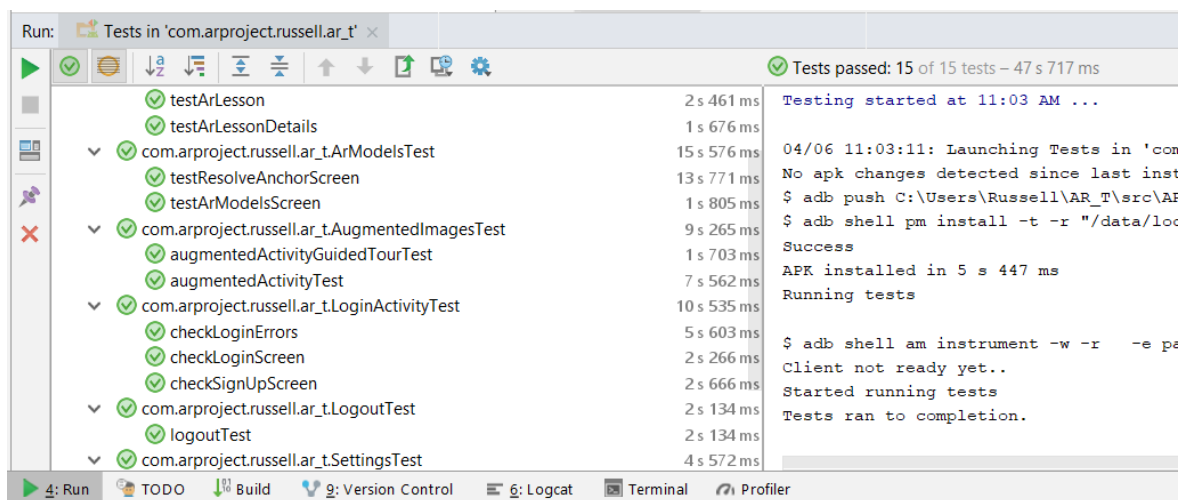 Run: Tests in 'com.arproject.russell.ar_t' ×
Tests passed: 15 of 15 tests – 47 s 717 ms
testArLesson 2 s 461 ms
testArLessonDetails 1 s 676 ms
com.arproject.russell.ar_t.ArModelsTest 15 s 576 ms
testResolveAnchorScreen 13 s 771 ms
testArModelsScreen 1 s 805 ms
com.arproject.russell.ar_t.AugmentedImagesTest 9 s 265 ms
augmentedActivityGuidedTourTest 1 s 703 ms
augmentedActivityTest 7 s 562 ms
com.arproject.russell.ar_t.LoginActivityTest 10 s 535 ms
checkLoginErrors 5 s 603 ms
checkLoginScreen 2 s 266 ms
checkSignUpScreen 2 s 666 ms
com.arproject.russell.ar_t.LogoutTest 2 s 134 ms
logoutTest 2 s 134 ms
com.arproject.russell.ar_t.SettingsTest 4 s 572 ms
Testing started at 11:03 AM ...
04/06 11:03:11: Launching Tests in 'com
No apk changes detected since last inst
$ adb push C:\Users\Russell\AR_T\src\AR
$ adb shell pm install -t -r "/data/loc
Success
APK installed in 5 s 447 ms
Running tests
$ adb shell am instrument -w -r   -e pa
Client not ready yet..
Started running tests
Tests ran to completion.
4: Run TODO Build 9: Version Control 6: Logcat Terminal Profiler